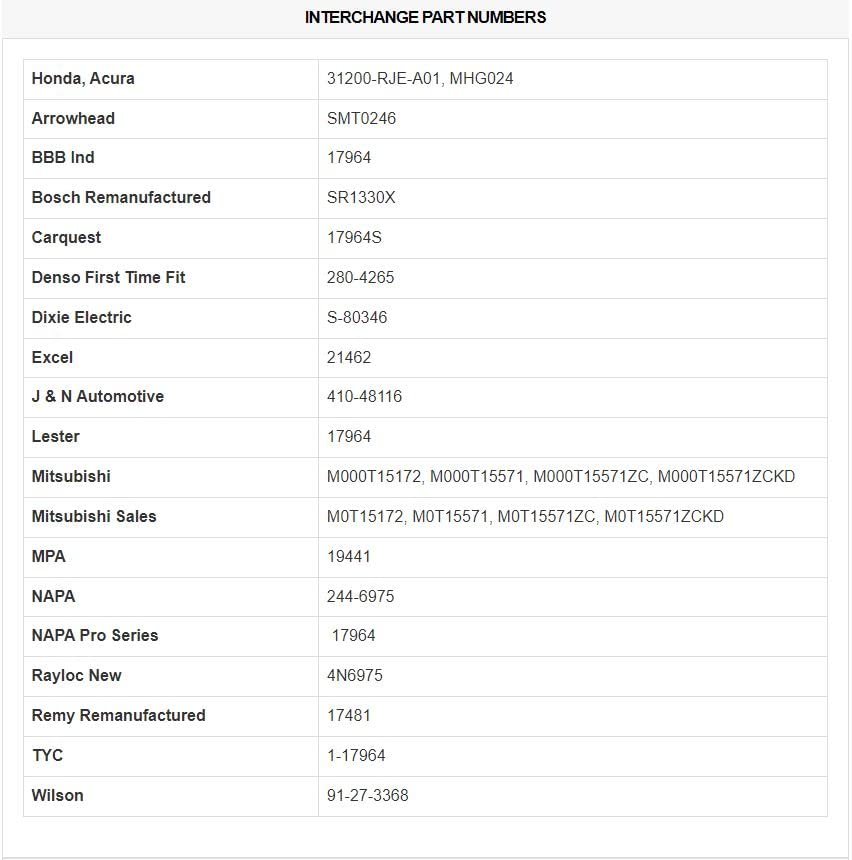 INTERCHANGE PART NUMBERS
Honda, Acura 31200-RJE-A01, MHG024
Arrowhead SMT0246
BBB Ind 17964
Bosch Remanufactured SR1330X
Carquest 17964S
Denso First Time Fit 280-4265
Dixie Electric S-80346
Excel 21462
J & N Automotive 410-48116
Lester 17964
Mitsubishi M000T15172, M000T15571, M000T15571ZC, M000T15571ZCKD
Mitsubishi Sales M0T15172, M0T15571, M0T15571ZC, M0T15571ZCKD
MPA 19441
NAPA 244-6975
NAPA Pro Series 17964
Rayloc New 4N6975
Remy Remanufactured 17481
TYC 1-17964
Wilson 91-27-3368